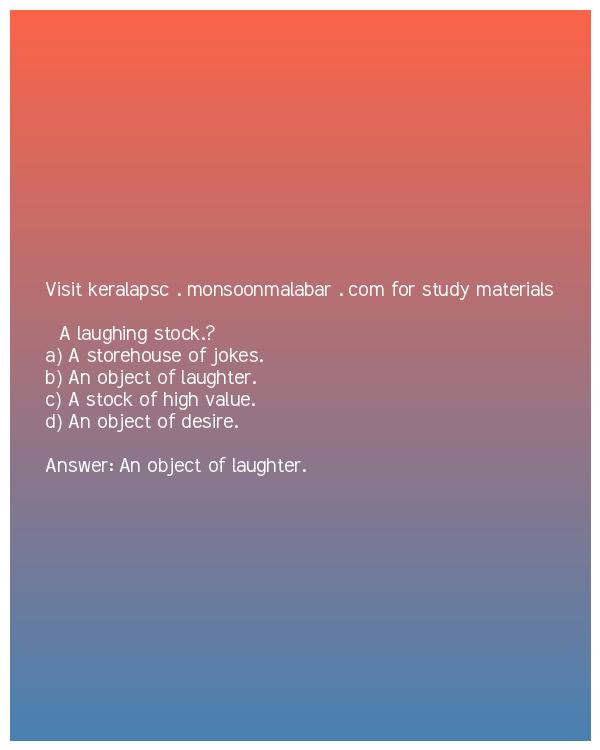 Visit keralapsc . monsoonmalabar . com for study materials
A laughing stock.?
a) A storehouse of jokes.
b) An object of laughter.
c) A stock of high value.
d) An object of desire.
Answer: An object of laughter.